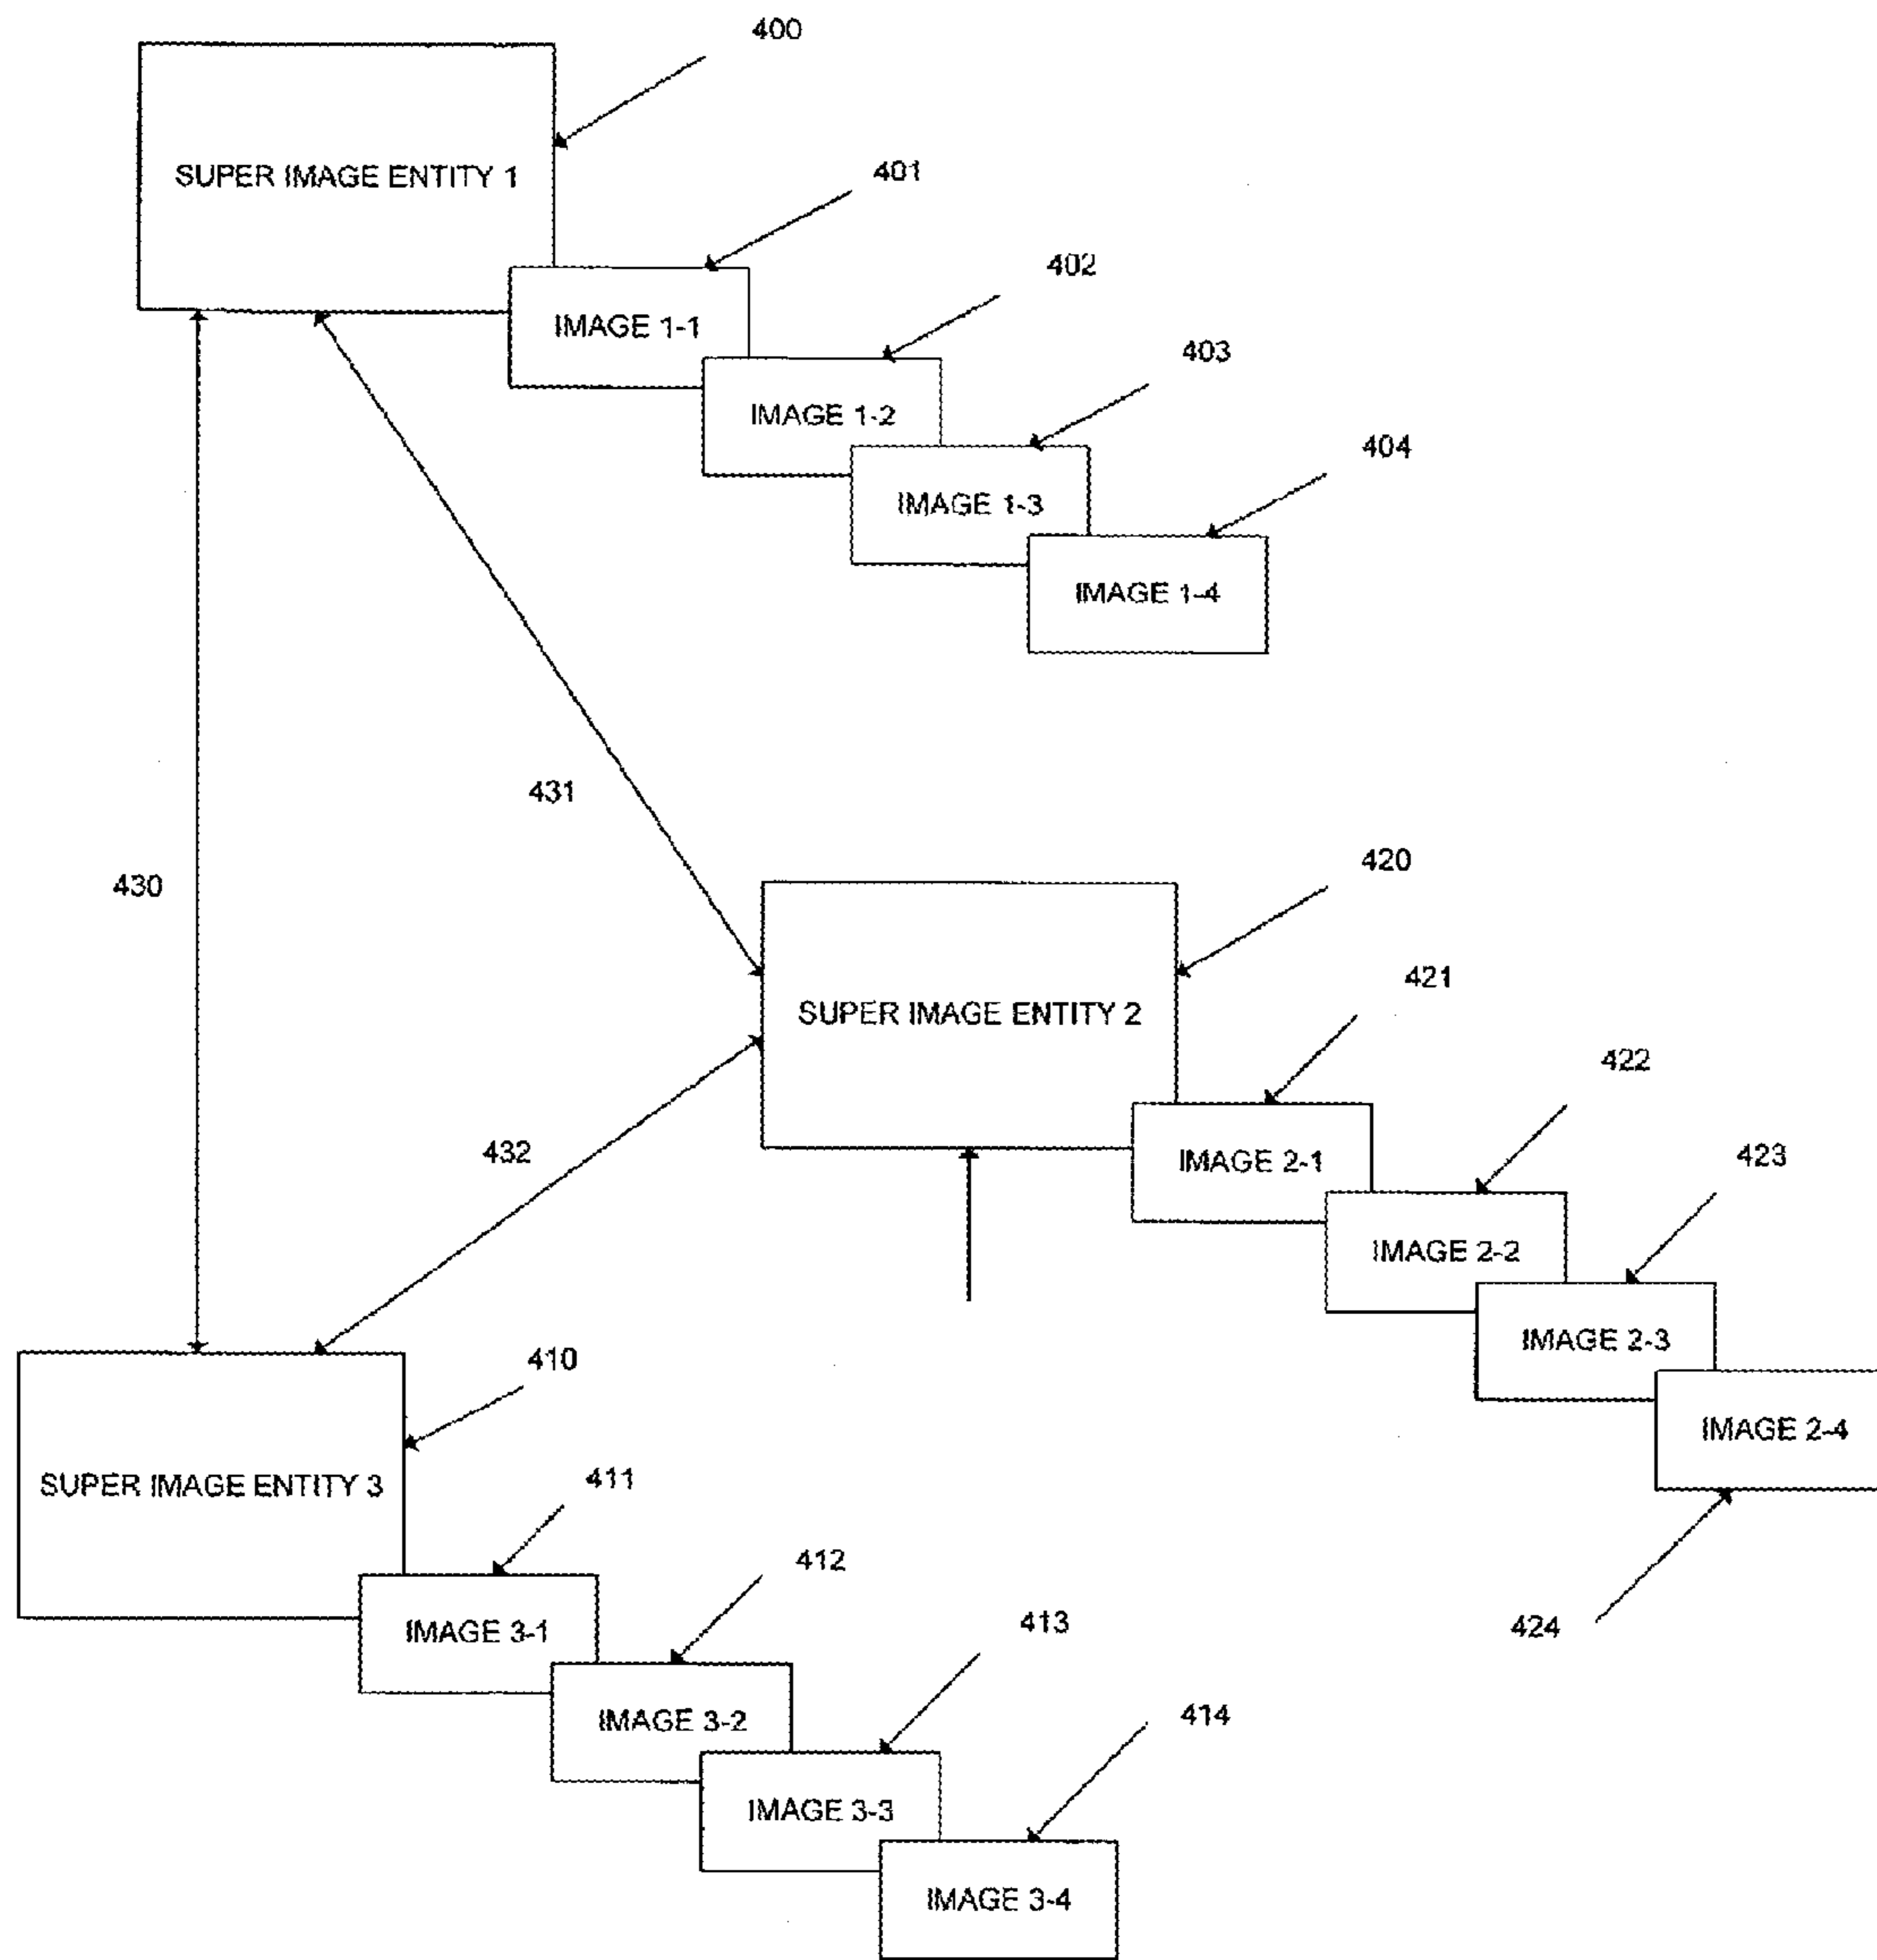 400
SUPER IMAGE ENTITY 1
401
402
IMAGE 1-1
403
IMAGE 1-2
404
IMAGE 1-3
IMAGE 1-4
431
420
430
421
SUPER IMAGE ENTITY 2
422
432
423
IMAGE 2-1
IMAGE 2-2
IMAGE 2-3
410
IMAGE 2-4
411
SUPER IMAGE ENTITY 3
412
413
424
IMAGE 3-1
414
IMAGE 3-2
IMAGE 3-3
IMAGE 3-4